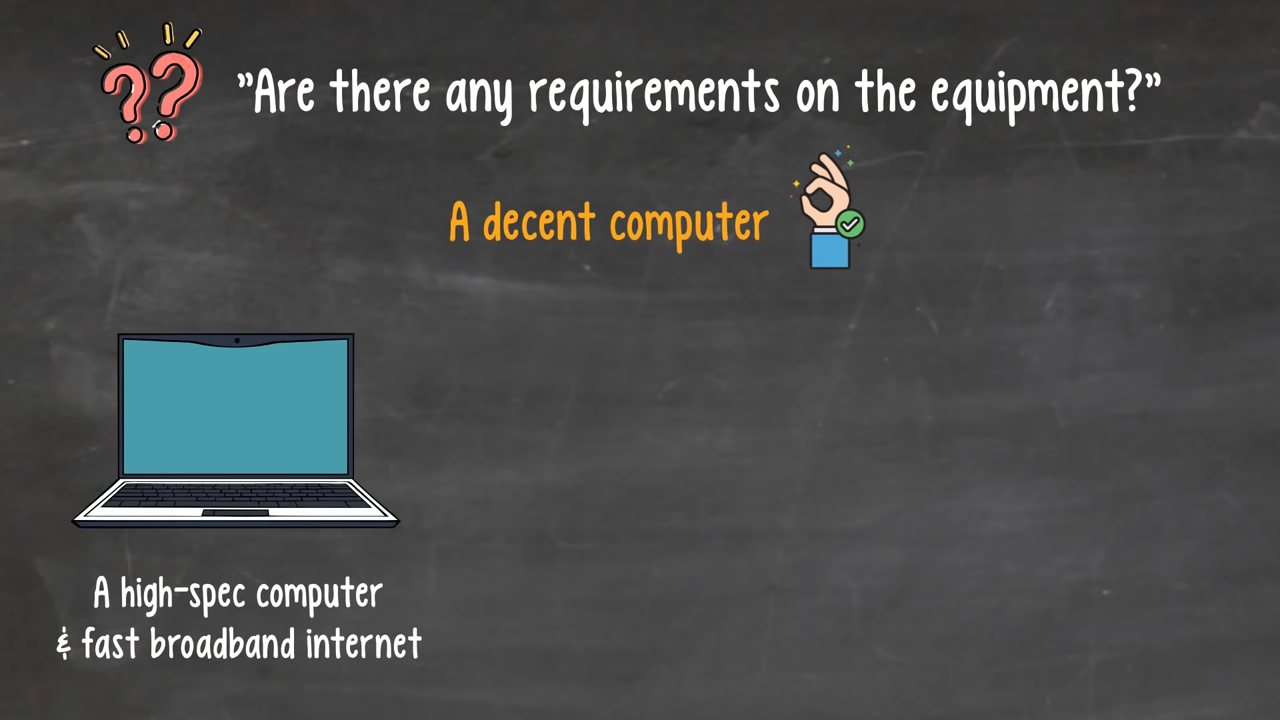 "Are there any requirements on the equipment?"
A decent computer
A high-spec computer
& fast broadband internet